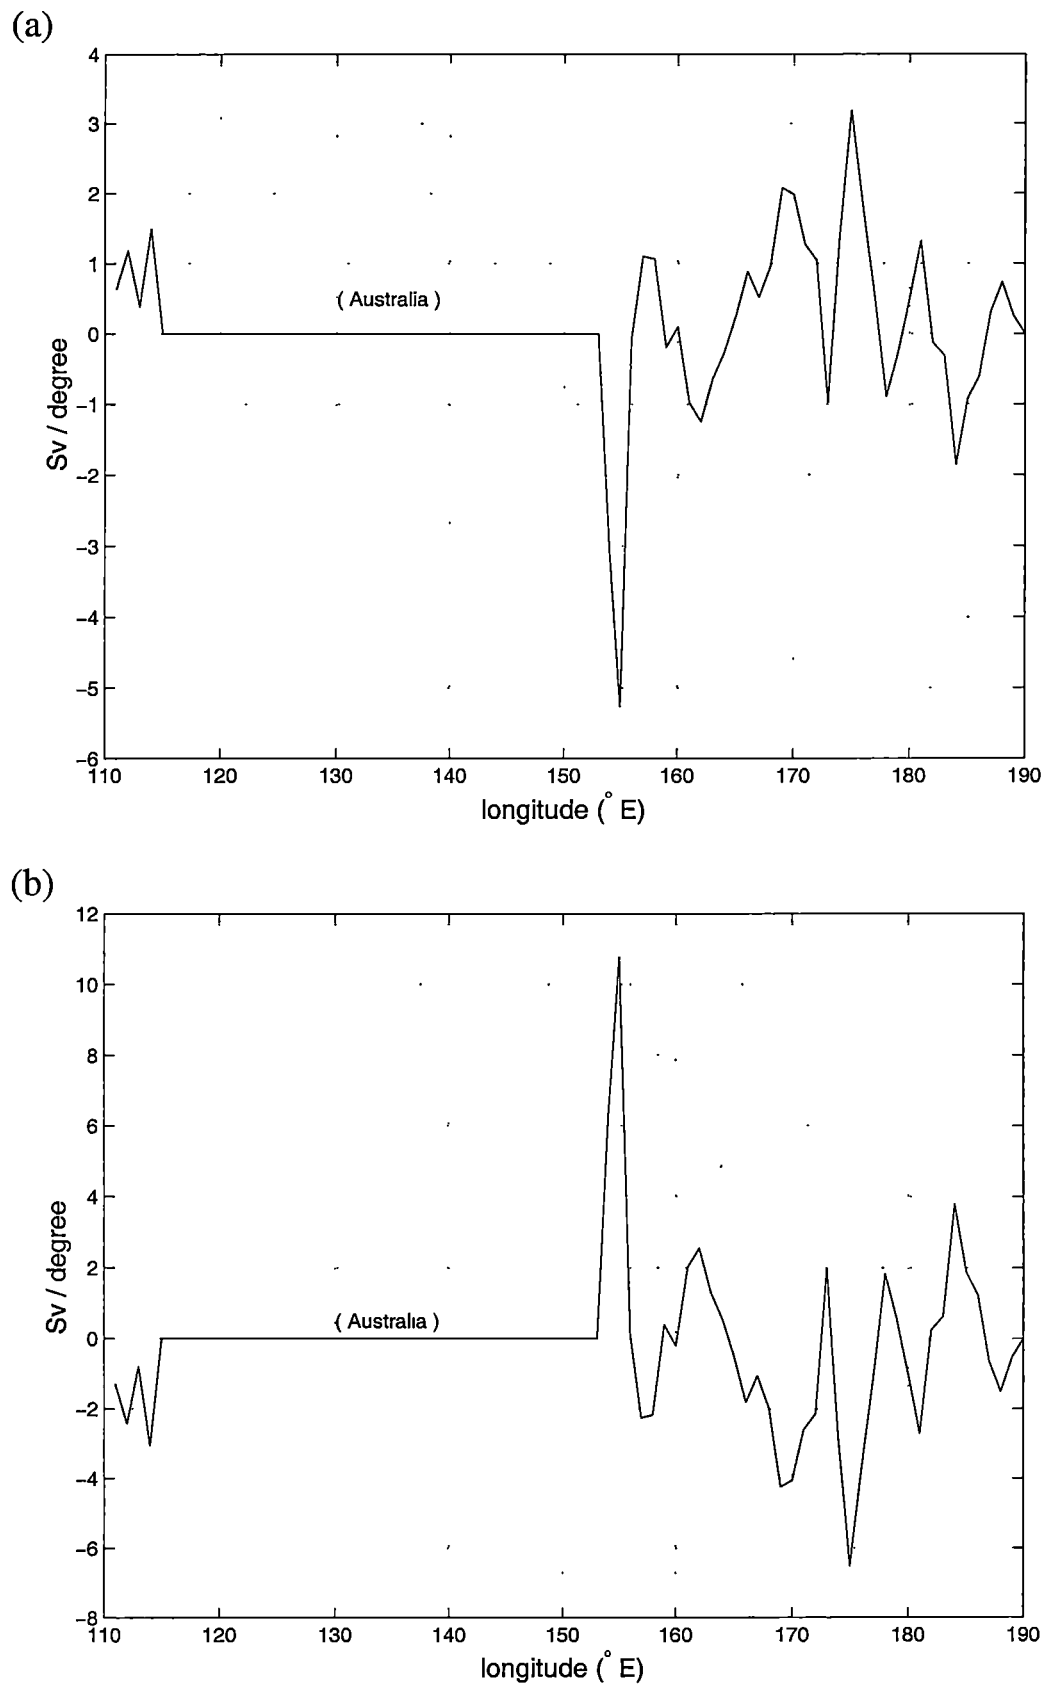 (a)
4
3
2
1
0
−1
−2
−3
−4
−5
−6
Sv / degree
( Australia )
110 120 130 140 150 160 170 180 190
longitude (° E)
(b)
12
10
8
6
4
2
0
−2
−4
−6
−8
Sv / degree
( Australia )
110 120 130 140 150 160 170 180 190
longitude (° E)